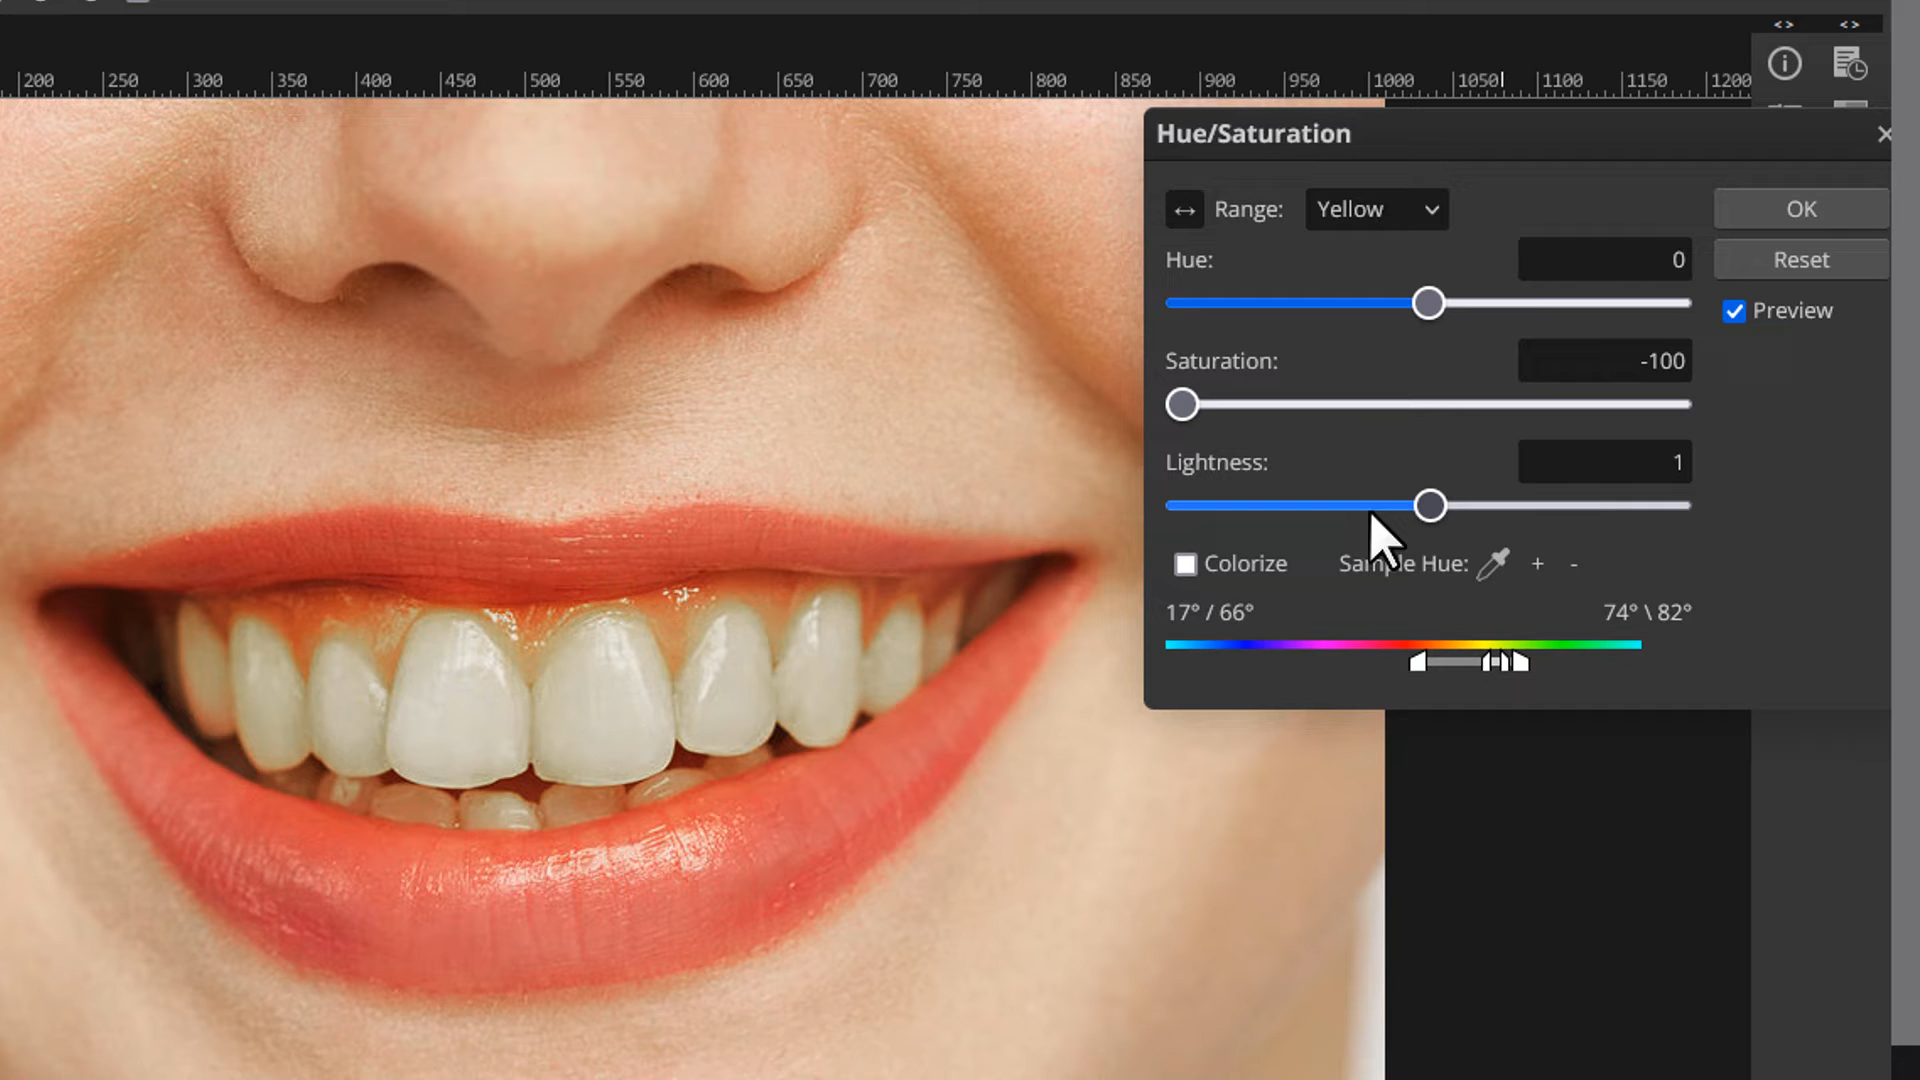 200 250 300 350 400 450 500 550 600 650 700 750 800 850 900 950 1000 1050 1100 1150 1200
Hue/Saturation
Range: Yellow
OK
Hue: 0
Reset
Preview
Saturation: -100
Lightness: 1
Colorize
Sample Hue: + -
17° / 66°
74° \ 82°